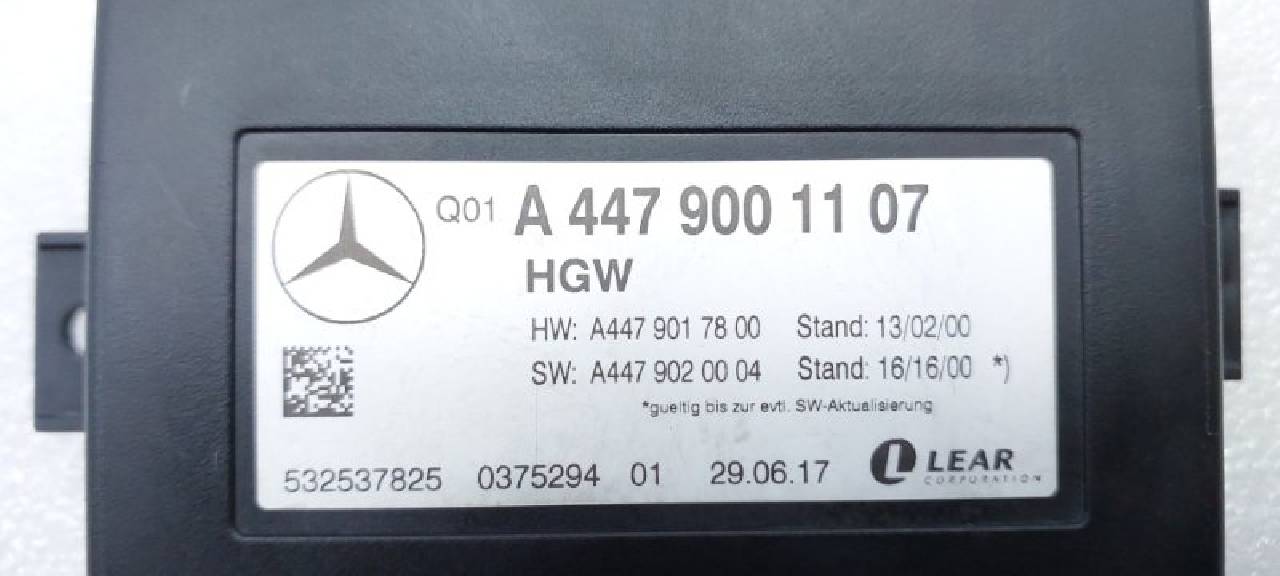 Q01 A 447 900 11 07
HGW
HW: A447 901 78 00 Stand: 13/02/00
SW: A447 902 00 04 Stand: 16/16/00 *)
*gueltig bis zur evtl. SW-Aktualisierung
532537825 0375294 01 29.06.17 LEAR
CORPORATION